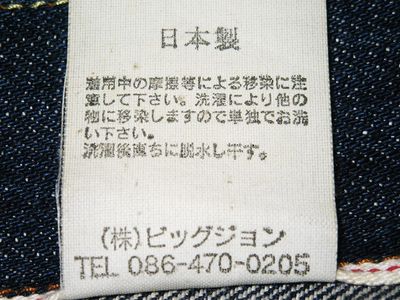 日本製
着用中の摩擦等による移染に注
意して下さい。洗濯により他の
物に移染しますので単独でお洗
い下さい。
洗濯後直ちに脱水し干す。
(株)ビッグジョン
TEL 086-470-0205